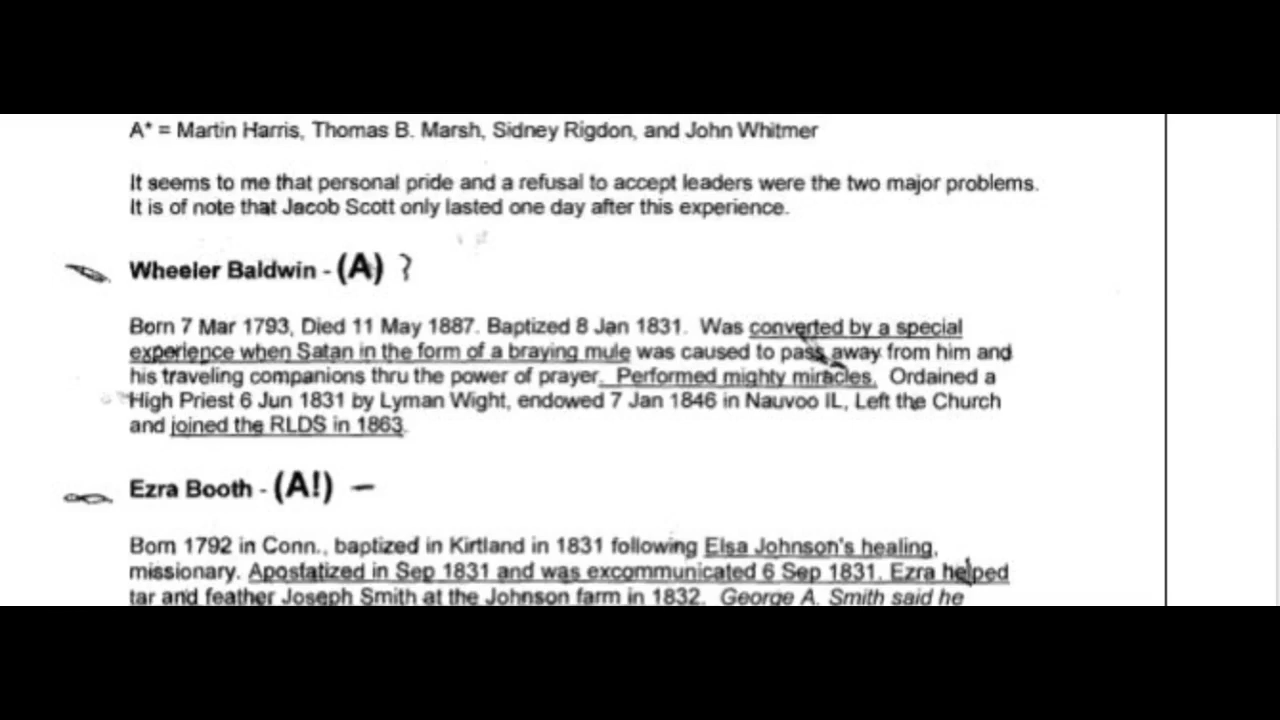 A* = Martin Harris, Thomas B. Marsh, Sidney Rigdon, and John Whitmer
It seems to me that personal pride and a refusal to accept leaders were the two major problems.
It is of note that Jacob Scott only lasted one day after this experience.
Wheeler Baldwin - (A) ?
Born 7 Mar 1793, Died 11 May 1887. Baptized 8 Jan 1831. Was converted by a special
experience when Satan in the form of a braying mule was caused to pass away from him and
his traveling companions thru the power of prayer. Performed mighty miracles. Ordained a
High Priest 6 Jun 1831 by Lyman Wight, endowed 7 Jan 1846 in Nauvoo IL, Left the Church
and joined the RLDS in 1863.
Ezra Booth - (A!) –
Born 1792 in Conn., baptized in Kirtland in 1831 following Elsa Johnson's healing,
missionary. Apostatized in Sep 1831 and was excommunicated 6 Sep 1831. Ezra helped
tar and feather Joseph Smith at the Johnson farm in 1832. George A. Smith said he